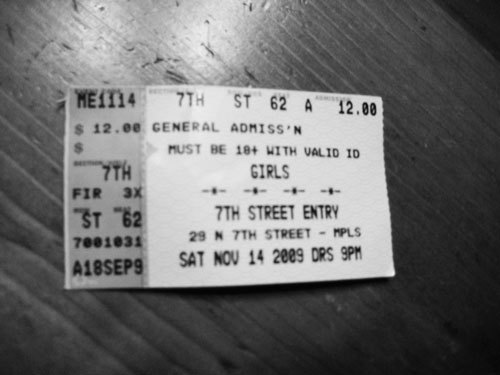 ME1114
7TH ST 62 A 12.00
$ 12.00
GENERAL ADMISS'N
$
MUST BE 18+ WITH VALID ID
7TH
GIRLS
FIR 3X
-*- -*- -*- -*-
ST 62
7TH STREET ENTRY
7001031
29 N 7TH STREET - MPLS
A18SEP9
SAT NOV 14 2009 DRS 9PM